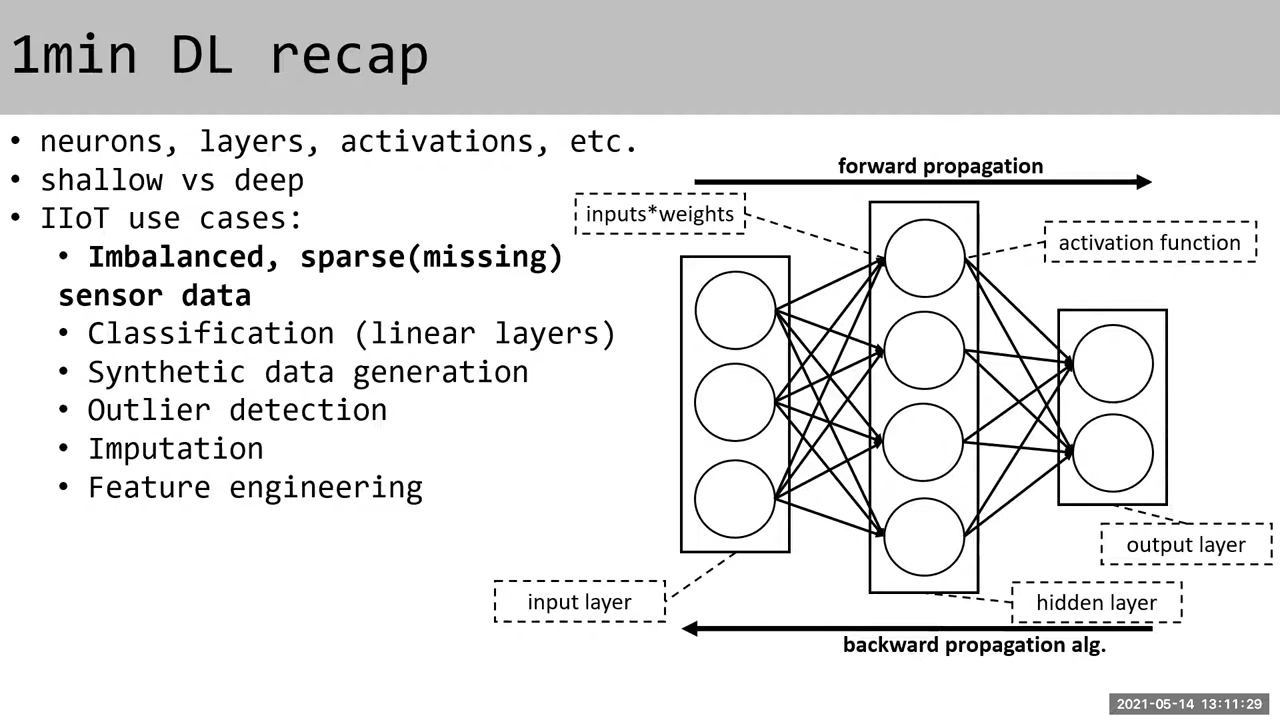 1min DL recap
• neurons, layers, activations, etc.
• shallow vs deep
• IIoT use cases:
• Imbalanced, sparse(missing)
sensor data
• Classification (linear layers)
• Synthetic data generation
• Outlier detection
• Imputation
• Feature engineering
forward propagation
inputs*weights
activation function
output layer
input layer
hidden layer
backward propagation alg.
2021-05-14 13:11:29